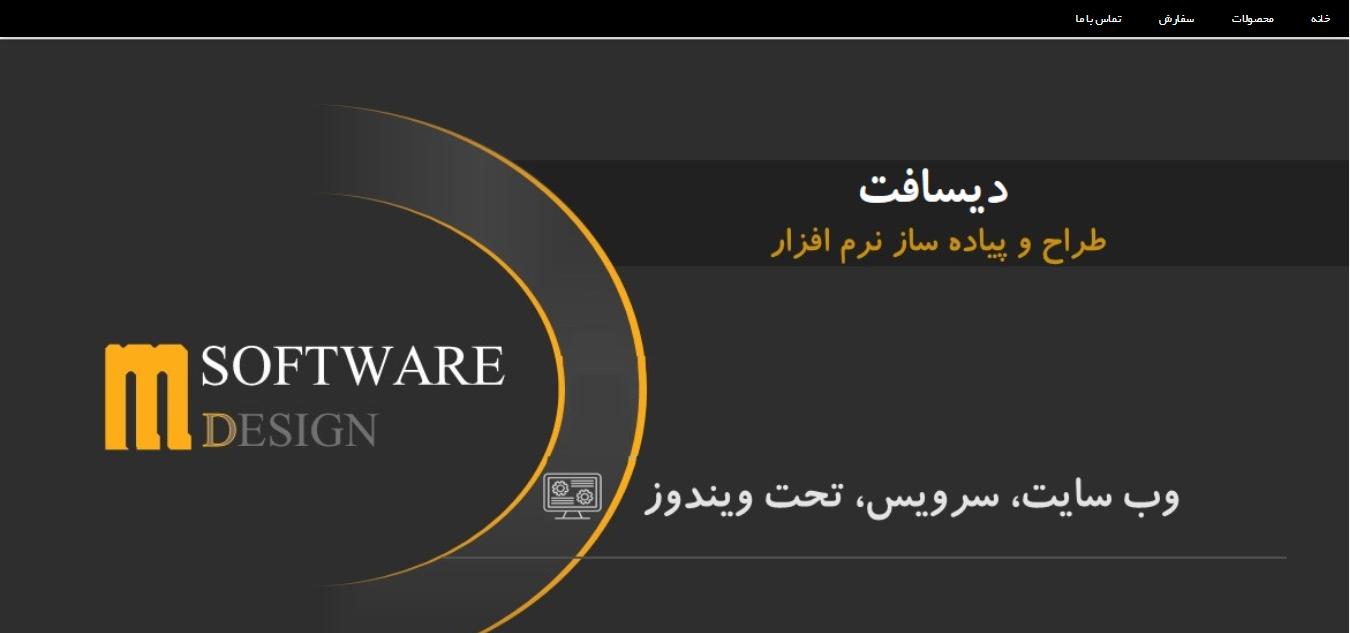 خانه محصولات سفارش تماس با ما
دیسافت
طراح و پیاده ساز نرم افزار
m SOFTWARE
DESIGN
وب سایت، سرویس، تحت ویندوز